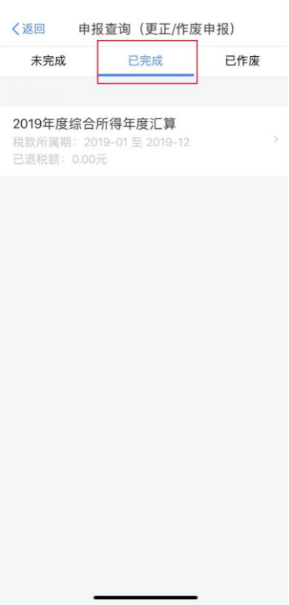 返回 申报查询（更正/作废申报）
未完成 已完成 已作废
2019年度综合所得年度汇算
税款所属期：2019-01 至 2019-12
已退税额：0.00元